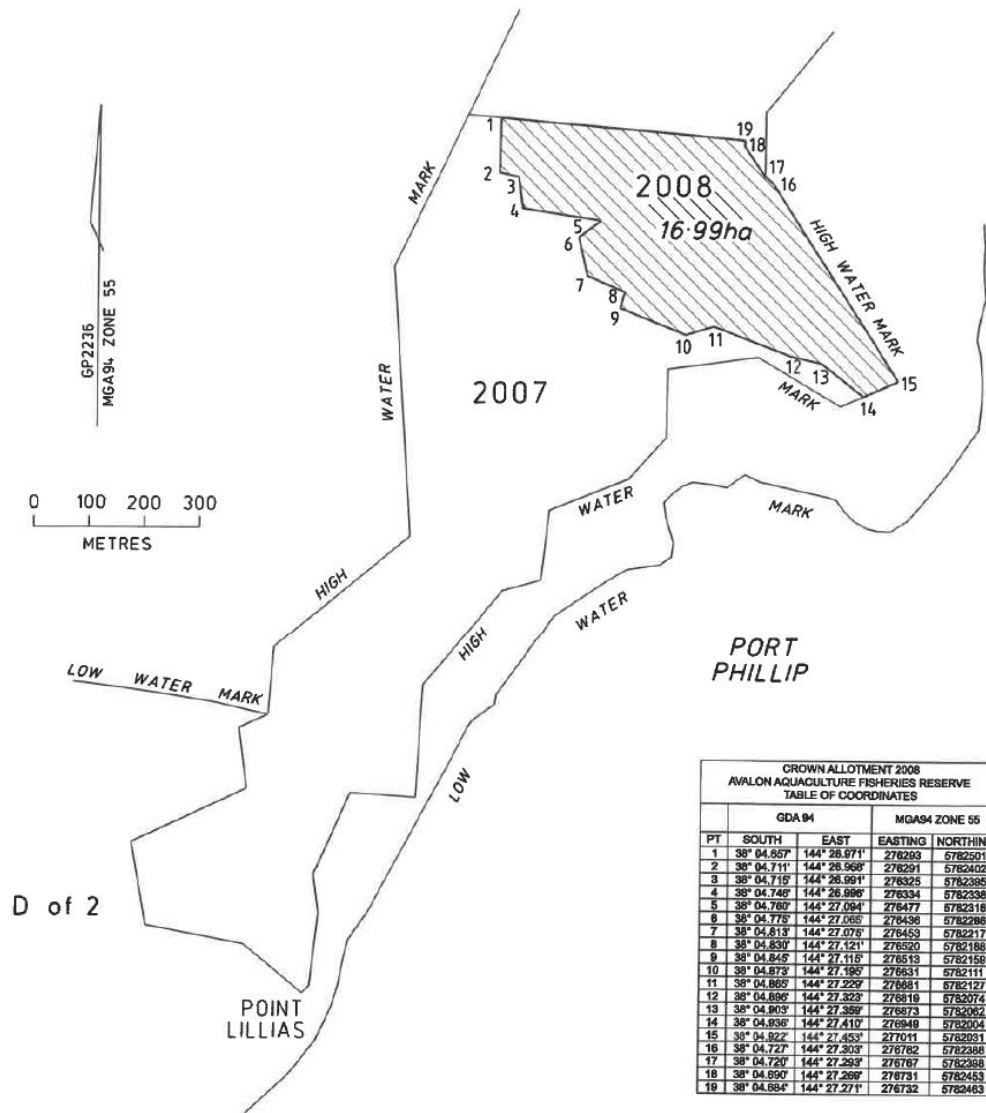 19
1
18
17
16
2
3
4
5
6
7
8
9
10
11
12
13
14
15
2008
16·99ha
HIGH WATER MARK
MARK
WATER
HIGH
GP2236
MGA94 ZONE 55
2007
MARK
WATER
HIGH
MARK
WATER
LOW
0 100 200 300
METRES
LOW WATER MARK
PORT
PHILLIP
D of 2
POINT
LILLIAS
CROWN ALLOTMENT 2008
AVALON AQUACULTURE FISHERIES RESERVE
TABLE OF COORDINATES
GDA 94 MGA94 ZONE 55
PT SOUTH EAST EASTING NORTHIN
1 38° 04.657' 144° 26.971' 276293 5782501
2 38° 04.711' 144° 26.968' 276291 5782402
3 38° 04.715' 144° 26.991' 276325 5782395
4 38° 04.746' 144° 26.996' 276334 5782338
5 38° 04.760' 144° 27.094' 276477 5782316
6 38° 04.775' 144° 27.065' 276436 5782286
7 38° 04.813' 144° 27.075' 276453 5782217
8 38° 04.830' 144° 27.121' 276520 5782188
9 38° 04.845' 144° 27.115' 276513 5782159
10 38° 04.873' 144° 27.195' 276631 5782111
11 38° 04.865' 144° 27.229' 276681 5782127
12 38° 04.896' 144° 27.323' 276819 5782074
13 38° 04.903' 144° 27.359' 276873 5782062
14 38° 04.936' 144° 27.410' 276949 5782004
15 38° 04.922' 144° 27.453' 277011 5782031
16 38° 04.727' 144° 27.303' 276782 5782386
17 38° 04.720' 144° 27.293' 276767 5782398
18 38° 04.690' 144° 27.269' 276731 5782453
19 38° 04.684' 144° 27.271' 276732 5782463